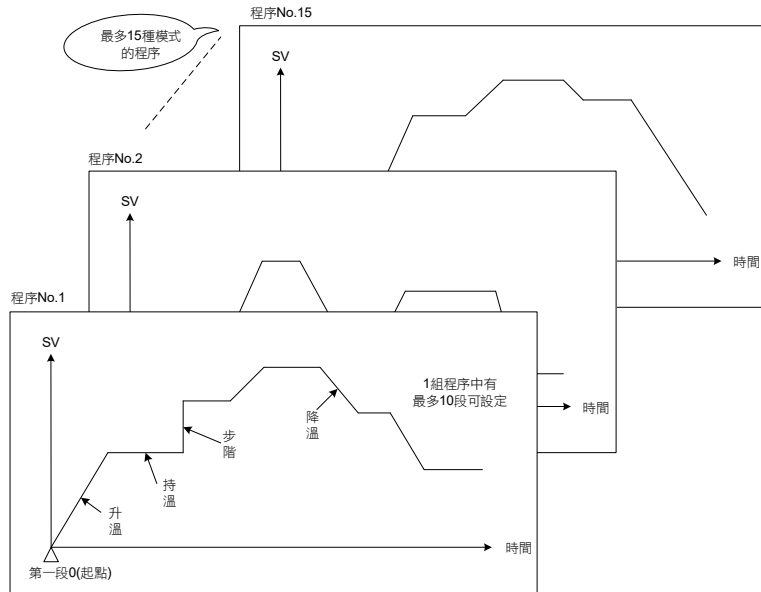 程序No.15
最多15種模式
的程序
SV
時間
程序No.2
SV
時間
程序No.1
SV
1組程序中有
最多10段可設定
升
溫
持
溫
步
階
降
溫
時間
第一段0(起點)